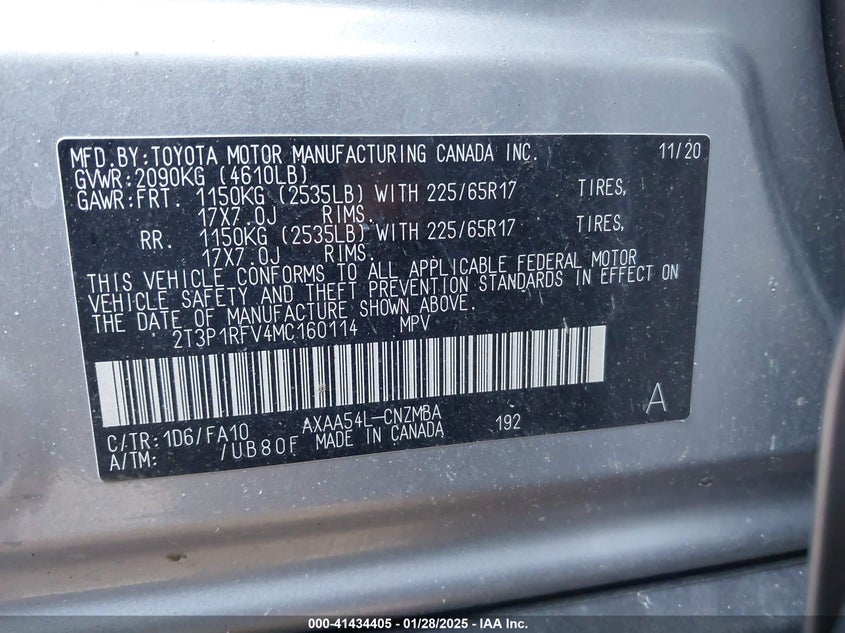 MFD.BY:TOYOTA MOTOR MANUFACTURING CANADA INC. 11/20
GVWR:2090KG (4610LB)
GAWR:FRT. 1150KG (2535LB) WITH 225/65R17 TIRES,
17X7.0J RIMS.
RR. 1150KG (2535LB) WITH 225/65R17 TIRES,
17X7.0J RIMS.
THIS VEHICLE CONFORMS TO ALL APPLICABLE FEDERAL MOTOR
VEHICLE SAFETY AND THEFT PREVENTION STANDARDS IN EFFECT ON
THE DATE OF MANUFACTURE SHOWN ABOVE.
2T3P1RFV4MC160114 MPV
A
C/TR:1D6/FA10 AXAA54L-CNZMBA 192
A/TM: /UB80F MADE IN CANADA
000-41434405 - 01/28/2025 - IAA Inc.